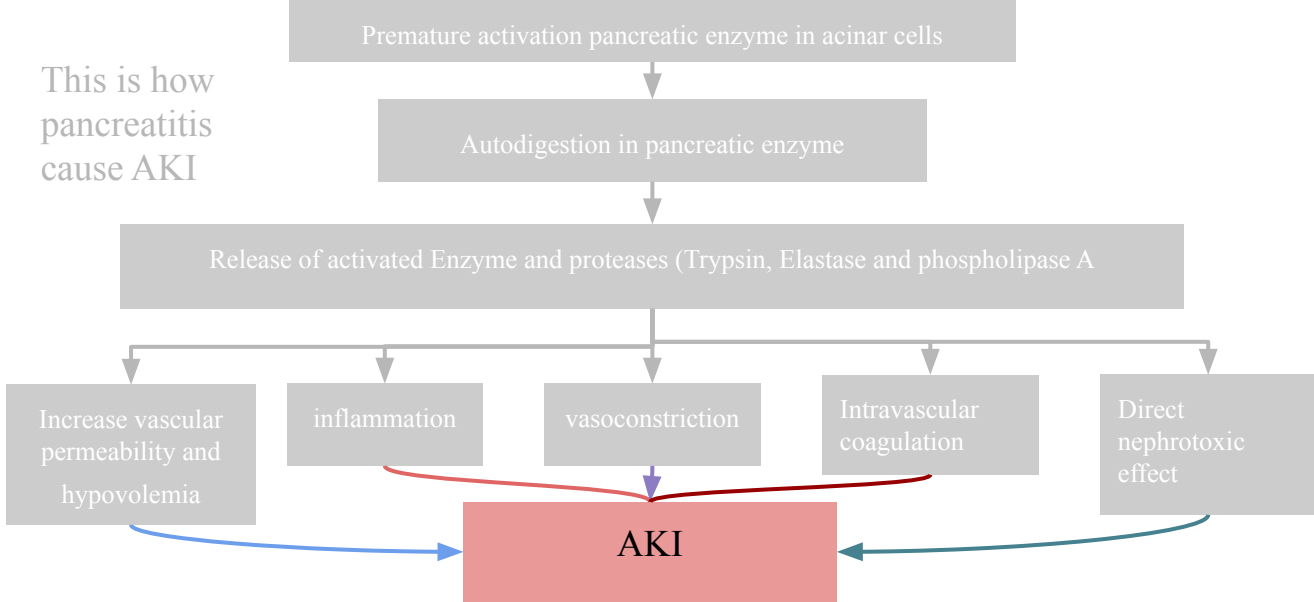 Premature activation pancreatic enzyme in acinar cells
This is how
pancreatitis
cause AKI
Autodigestion in pancreatic enzyme
Release of activated Enzyme and proteases (Trypsin, Elastase and phospholipase A
Increase vascular
permeability and
hypovolemia
inflammation
vasoconstriction
Intravascular
coagulation
Direct
nephrotoxic
effect
AKI